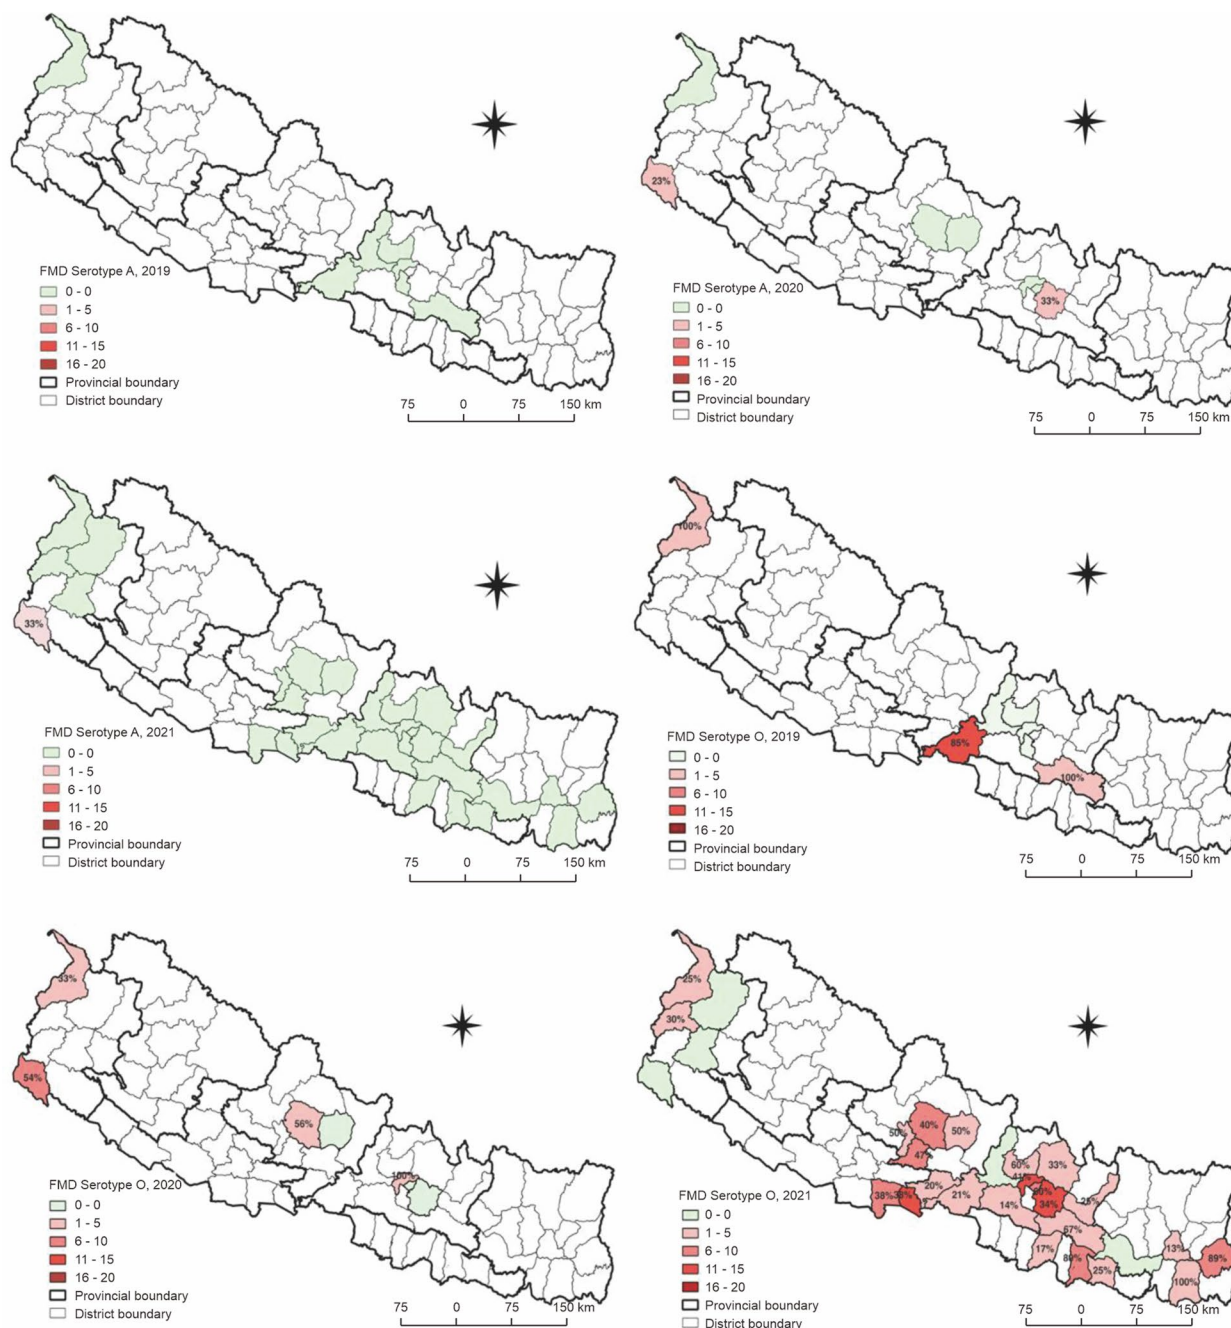 FMD Serotype A, 2019
0 - 0
1 - 5
6 - 10
11 - 15
16 - 20
Provincial boundary
District boundary
75 0 75 150 km
23%
33%
FMD Serotype A, 2020
0 - 0
1 - 5
6 - 10
11 - 15
16 - 20
Provincial boundary
District boundary
75 0 75 150 km
33%
FMD Serotype A, 2021
0 - 0
1 - 5
6 - 10
11 - 15
16 - 20
Provincial boundary
District boundary
75 0 75 150 km
100%
85%
100%
FMD Serotype O, 2019
0 - 0
1 - 5
6 - 10
11 - 15
16 - 20
Provincial boundary
District boundary
75 0 75 150 km
33%
54%
56%
100%
FMD Serotype O, 2020
0 - 0
1 - 5
6 - 10
11 - 15
16 - 20
Provincial boundary
District boundary
75 0 75 150 km
25%
30%
40%
50%
50%
47%
60%
33%
20%
38%
21%
25%
14%
34%
67%
17%
25%
13%
89%
100%
FMD Serotype O, 2021
0 - 0
1 - 5
6 - 10
11 - 15
16 - 20
Provincial boundary
District boundary
75 0 75 150 km